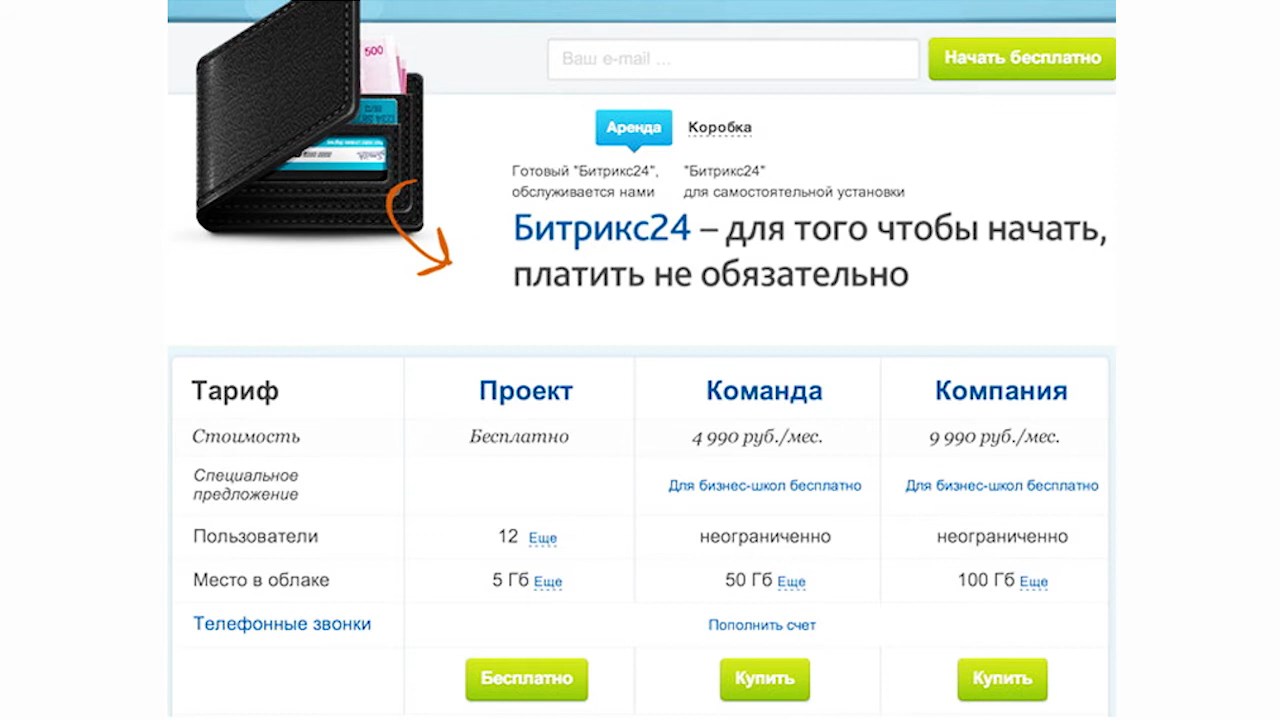 500
Ваш e-mail ...
Начать бесплатно
Аренда
Коробка
Готовый "Битрикс24",
обслуживается нами
"Битрикс24"
для самостоятельной установки
Битрикс24 – для того чтобы начать,
платить не обязательно
Тариф Проект Команда Компания
Стоимость Бесплатно 4 990 руб./мес. 9 990 руб./мес.
Специальное
предложение
Для бизнес-школ бесплатно Для бизнес-школ бесплатно
Пользователи 12 Еще неограниченно неограниченно
Место в облаке 5 Гб Еще 50 Гб Еще 100 Гб Еще
Телефонные звонки Пополнить счет
Бесплатно Купить Купить